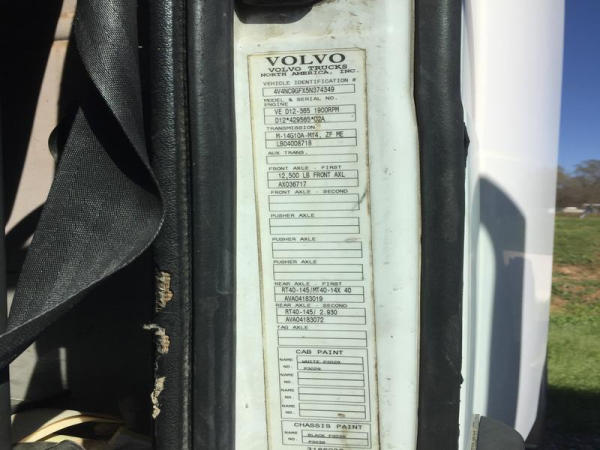 VOLVO
VOLVO TRUCKS
NORTH AMERICA, INC.
VEHICLE IDENTIFICATION #
4V4NC9GFX5N374349
MODEL & SERIAL NO.
ENGINE
VE D12-365 1900RPM
D12*429565*D2A
TRANSMISSION
M-14G10A-M14, ZF ME
LB04008718
AUX TRANS.
FRONT AXLE - FIRST
12,500 LB FRONT AXL
AX036717
FRONT AXLE - SECOND
PUSHER AXLE
PUSHER AXLE
PUSHER AXLE
REAR AXLE - FIRST
RT40-145/MT40-14X 40
AVA04183019
REAR AXLE - SECOND
RT40-145/ 2.930
AVA04183072
TAG AXLE
CAB PAINT
NAME WHITE P3029
NO. P3029
NAME
NO.
NAME
NO.
CHASSIS PAINT
NAME BLACK
NO.